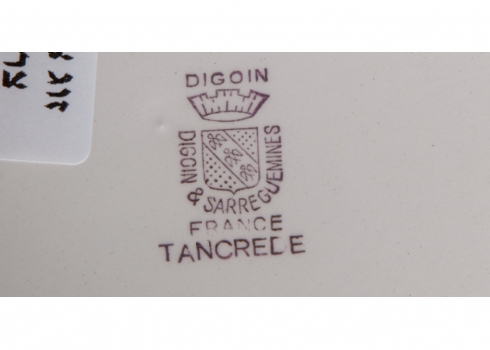 DIGOIN
DIGOIN & SARREGUEMINES
FRANCE
TANCREDE